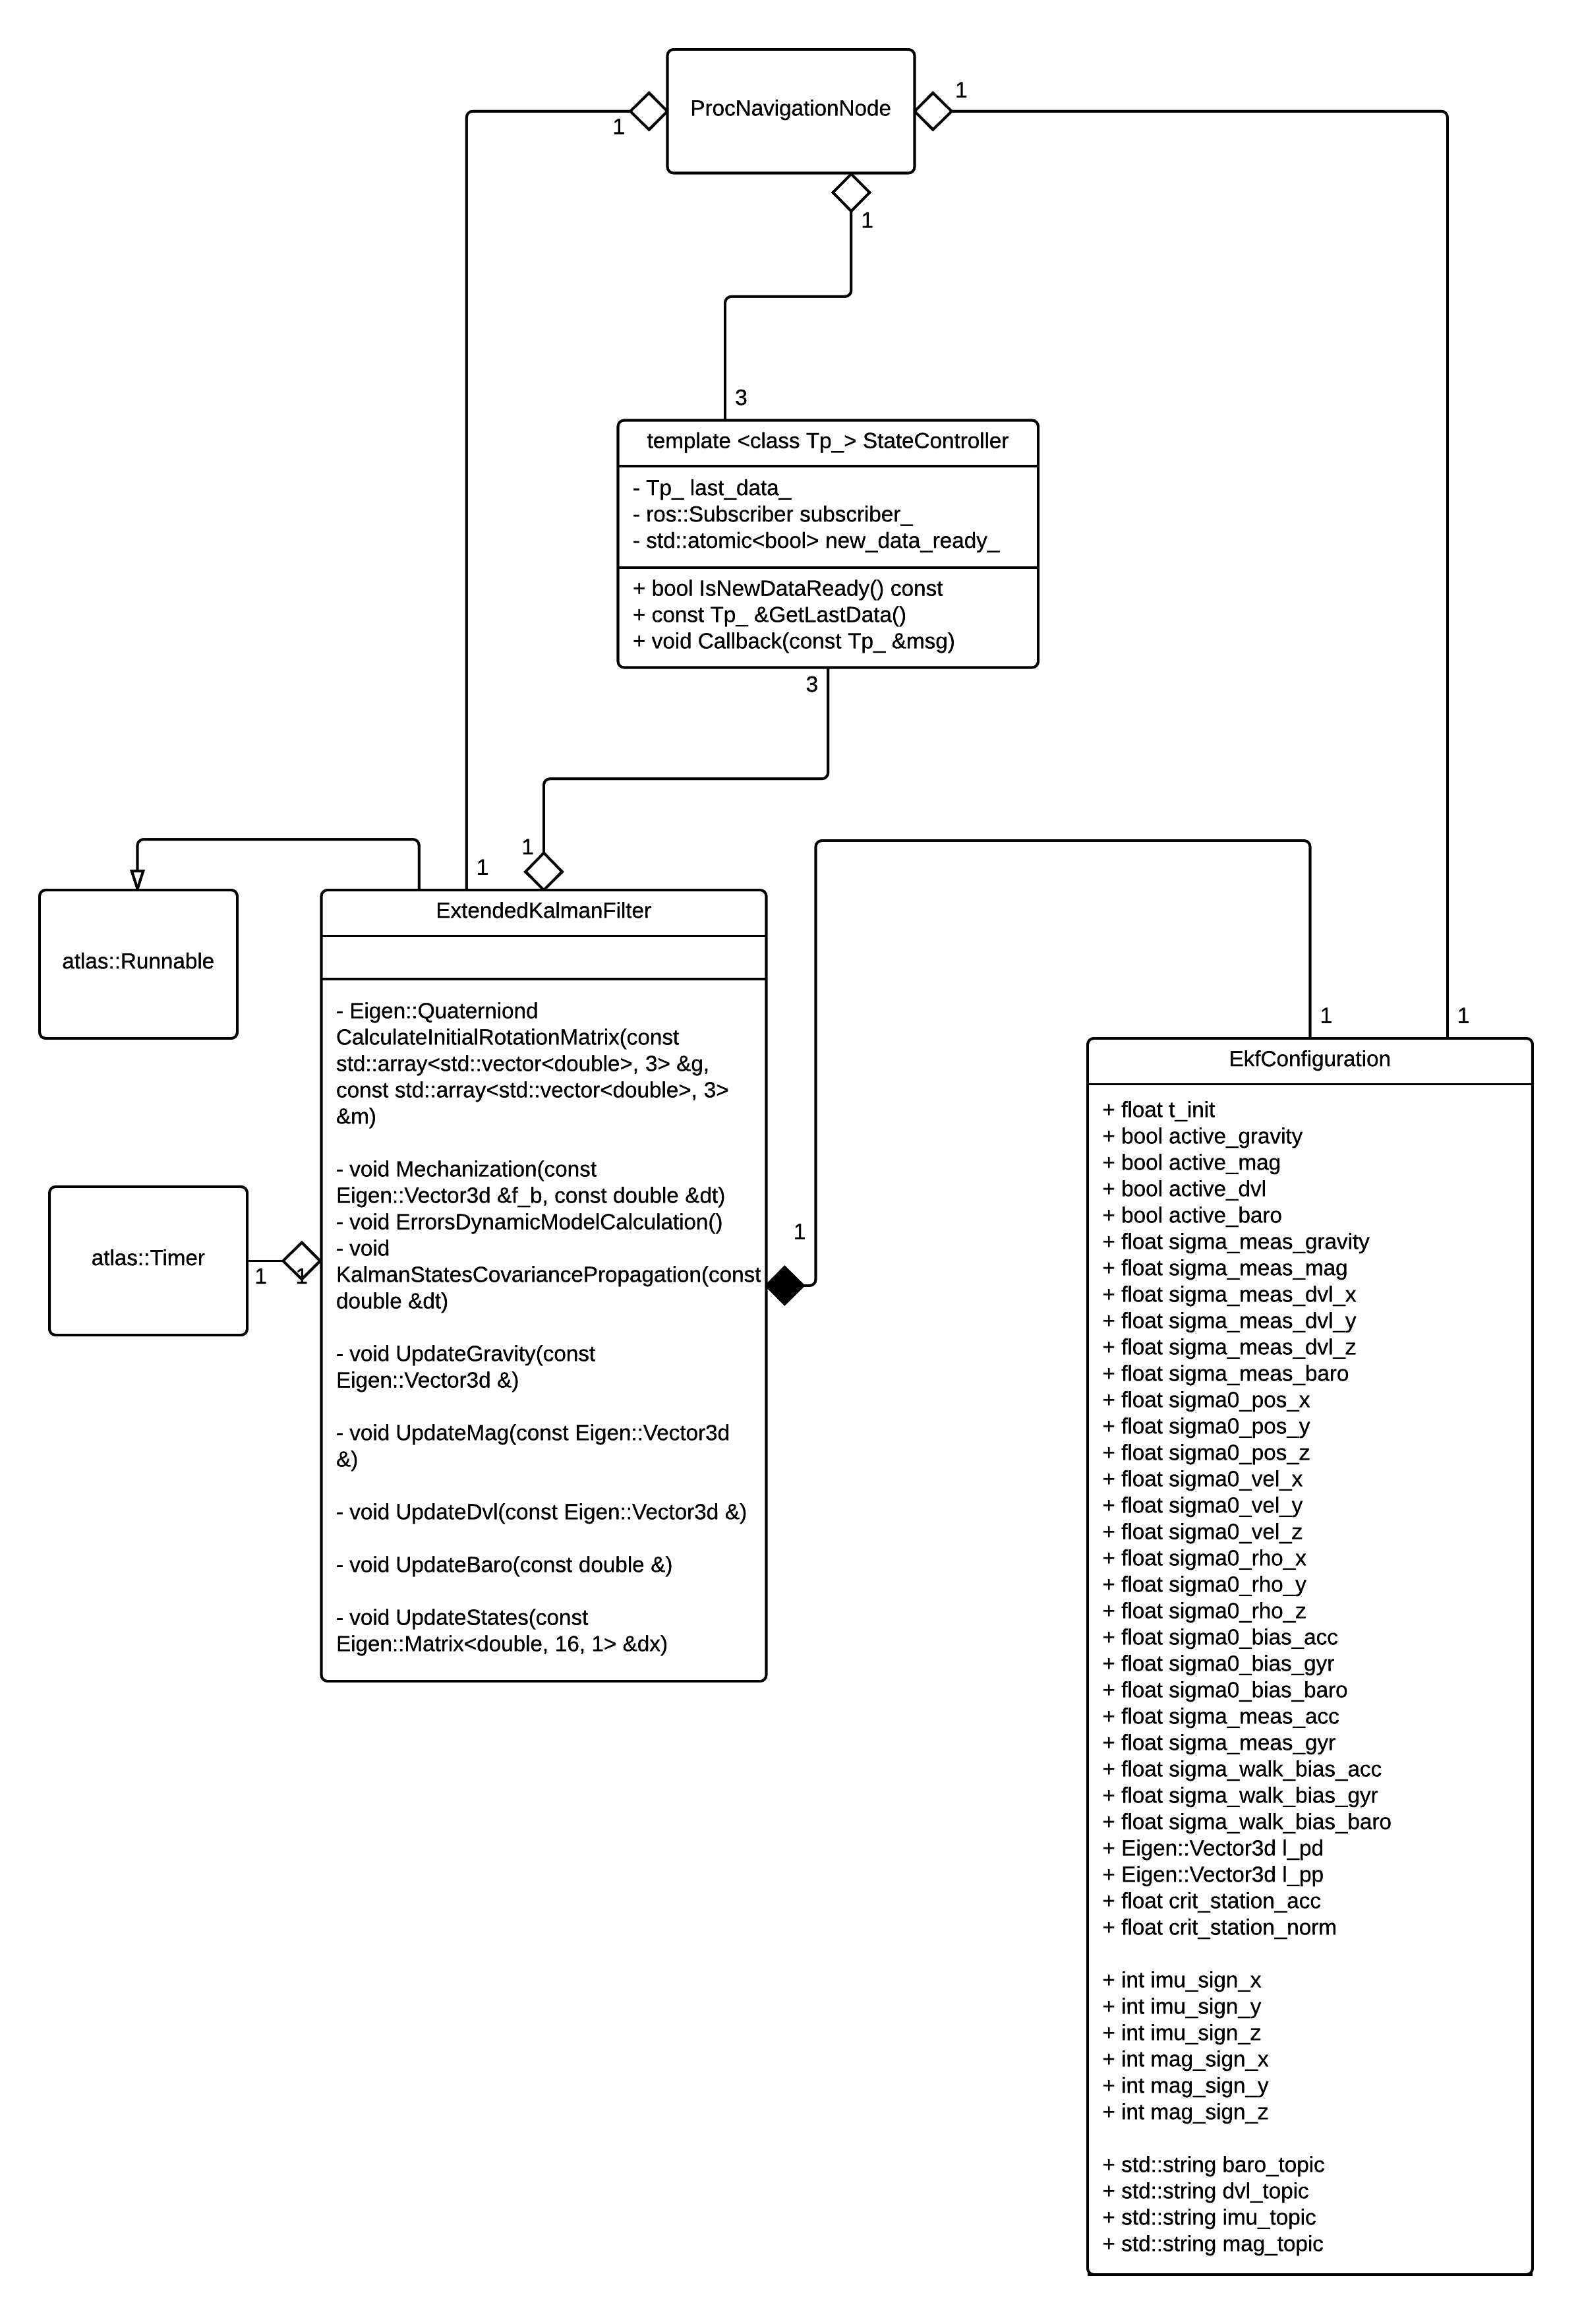 ProcNavigationNode
1
1
1
3
template <class Tp_> StateController
- Tp_ last_data_
- ros::Subscriber subscriber_
- std::atomic<bool> new_data_ready_
+ bool IsNewDataReady() const
+ const Tp_ &GetLastData()
+ void Callback(const Tp_ &msg)
3
1
1
atlas::Runnable
ExtendedKalmanFilter
- Eigen::Quaterniond
CalculateInitialRotationMatrix(const
std::array<std::vector<double>, 3> &g,
const std::array<std::vector<double>, 3>
&m)
- void Mechanization(const
Eigen::Vector3d &f_b, const double &dt)
- void ErrorsDynamicModelCalculation()
- void
KalmanStatesCovariancePropagation(const
double &dt)
- void UpdateGravity(const
Eigen::Vector3d &)
- void UpdateMag(const Eigen::Vector3d
&)
- void UpdateDvl(const Eigen::Vector3d &)
- void UpdateBaro(const double &)
- void UpdateStates(const
Eigen::Matrix<double, 16, 1> &dx)
atlas::Timer
1
1
1
1
1
EkfConfiguration
+ float t_init
+ bool active_gravity
+ bool active_mag
+ bool active_dvl
+ bool active_baro
+ float sigma_meas_gravity
+ float sigma_meas_mag
+ float sigma_meas_dvl_x
+ float sigma_meas_dvl_y
+ float sigma_meas_dvl_z
+ float sigma_meas_baro
+ float sigma0_pos_x
+ float sigma0_pos_y
+ float sigma0_pos_z
+ float sigma0_vel_x
+ float sigma0_vel_y
+ float sigma0_vel_z
+ float sigma0_rho_x
+ float sigma0_rho_y
+ float sigma0_rho_z
+ float sigma0_bias_acc
+ float sigma0_bias_gyr
+ float sigma0_bias_baro
+ float sigma_meas_acc
+ float sigma_meas_gyr
+ float sigma_walk_bias_acc
+ float sigma_walk_bias_gyr
+ float sigma_walk_bias_baro
+ Eigen::Vector3d l_pd
+ Eigen::Vector3d l_pp
+ float crit_station_acc
+ float crit_station_norm
+ int imu_sign_x
+ int imu_sign_y
+ int imu_sign_z
+ int mag_sign_x
+ int mag_sign_y
+ int mag_sign_z
+ std::string baro_topic
+ std::string dvl_topic
+ std::string imu_topic
+ std::string mag_topic